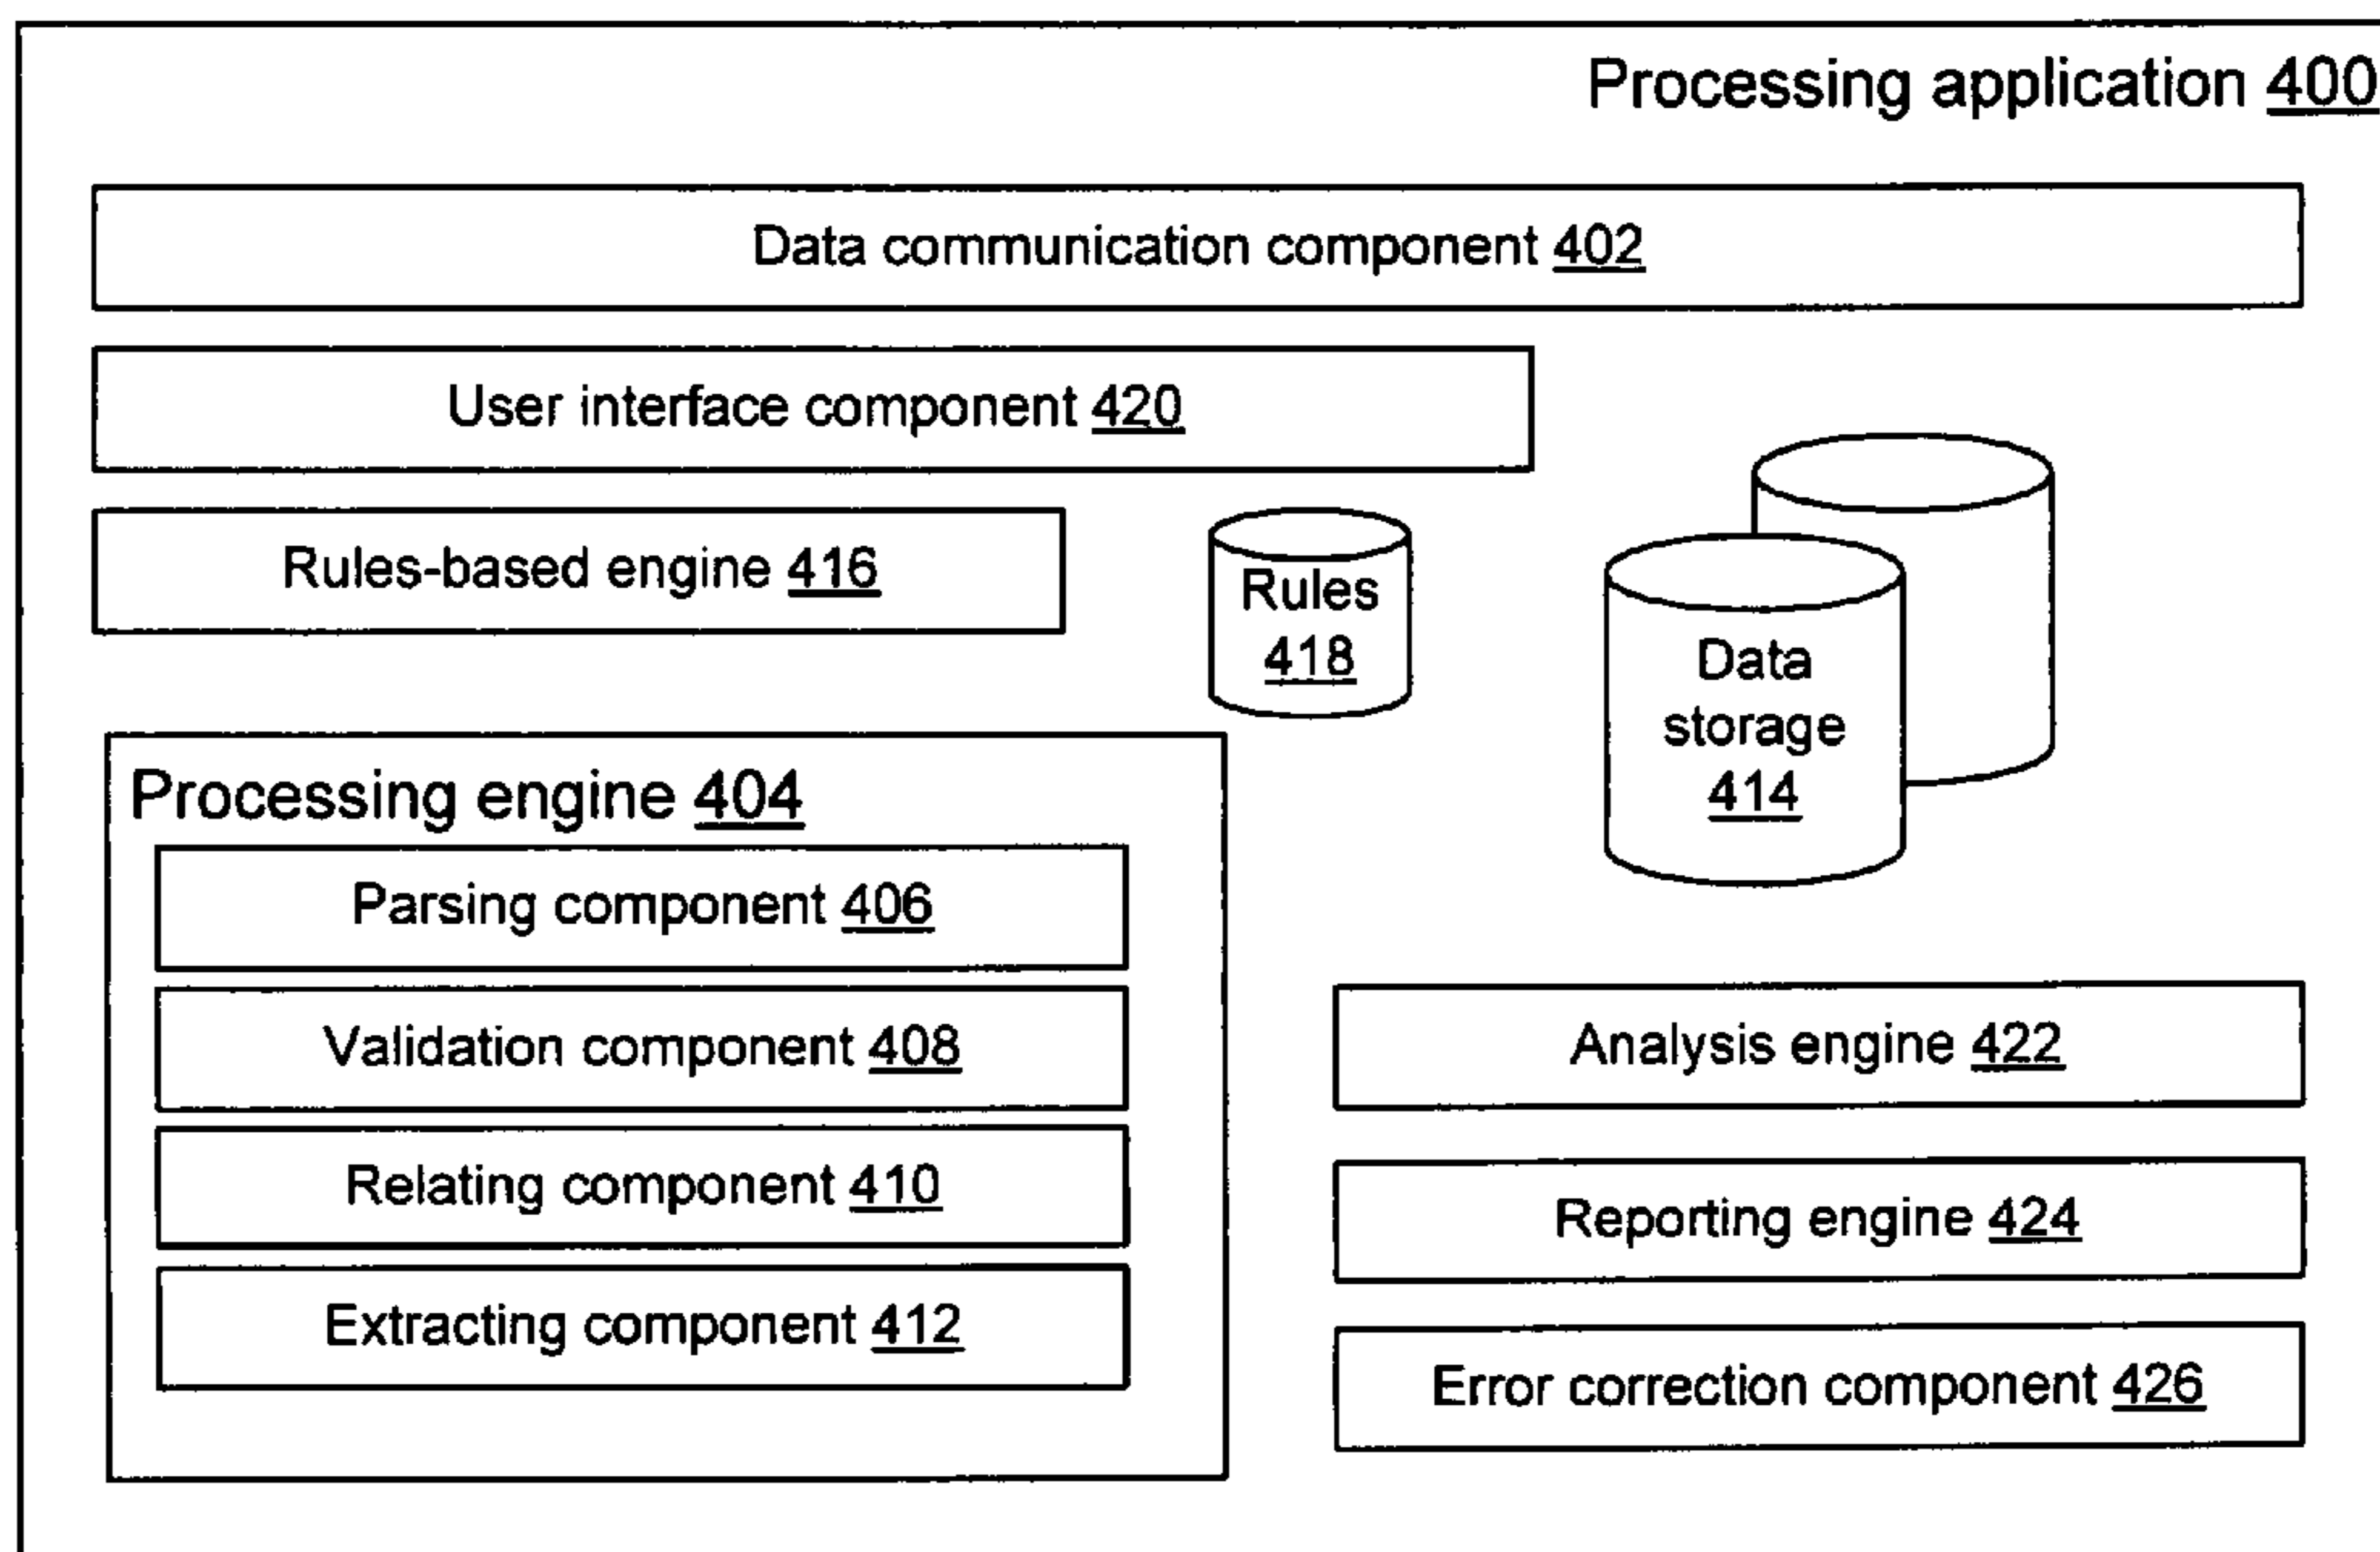 Processing application 400
Data communication component 402
User interface component 420
Rules-based engine 416
Rules
418
Data
storage
414
Processing engine 404
Parsing component 406
Validation component 408
Relating component 410
Extracting component 412
Analysis engine 422
Reporting engine 424
Error correction component 426